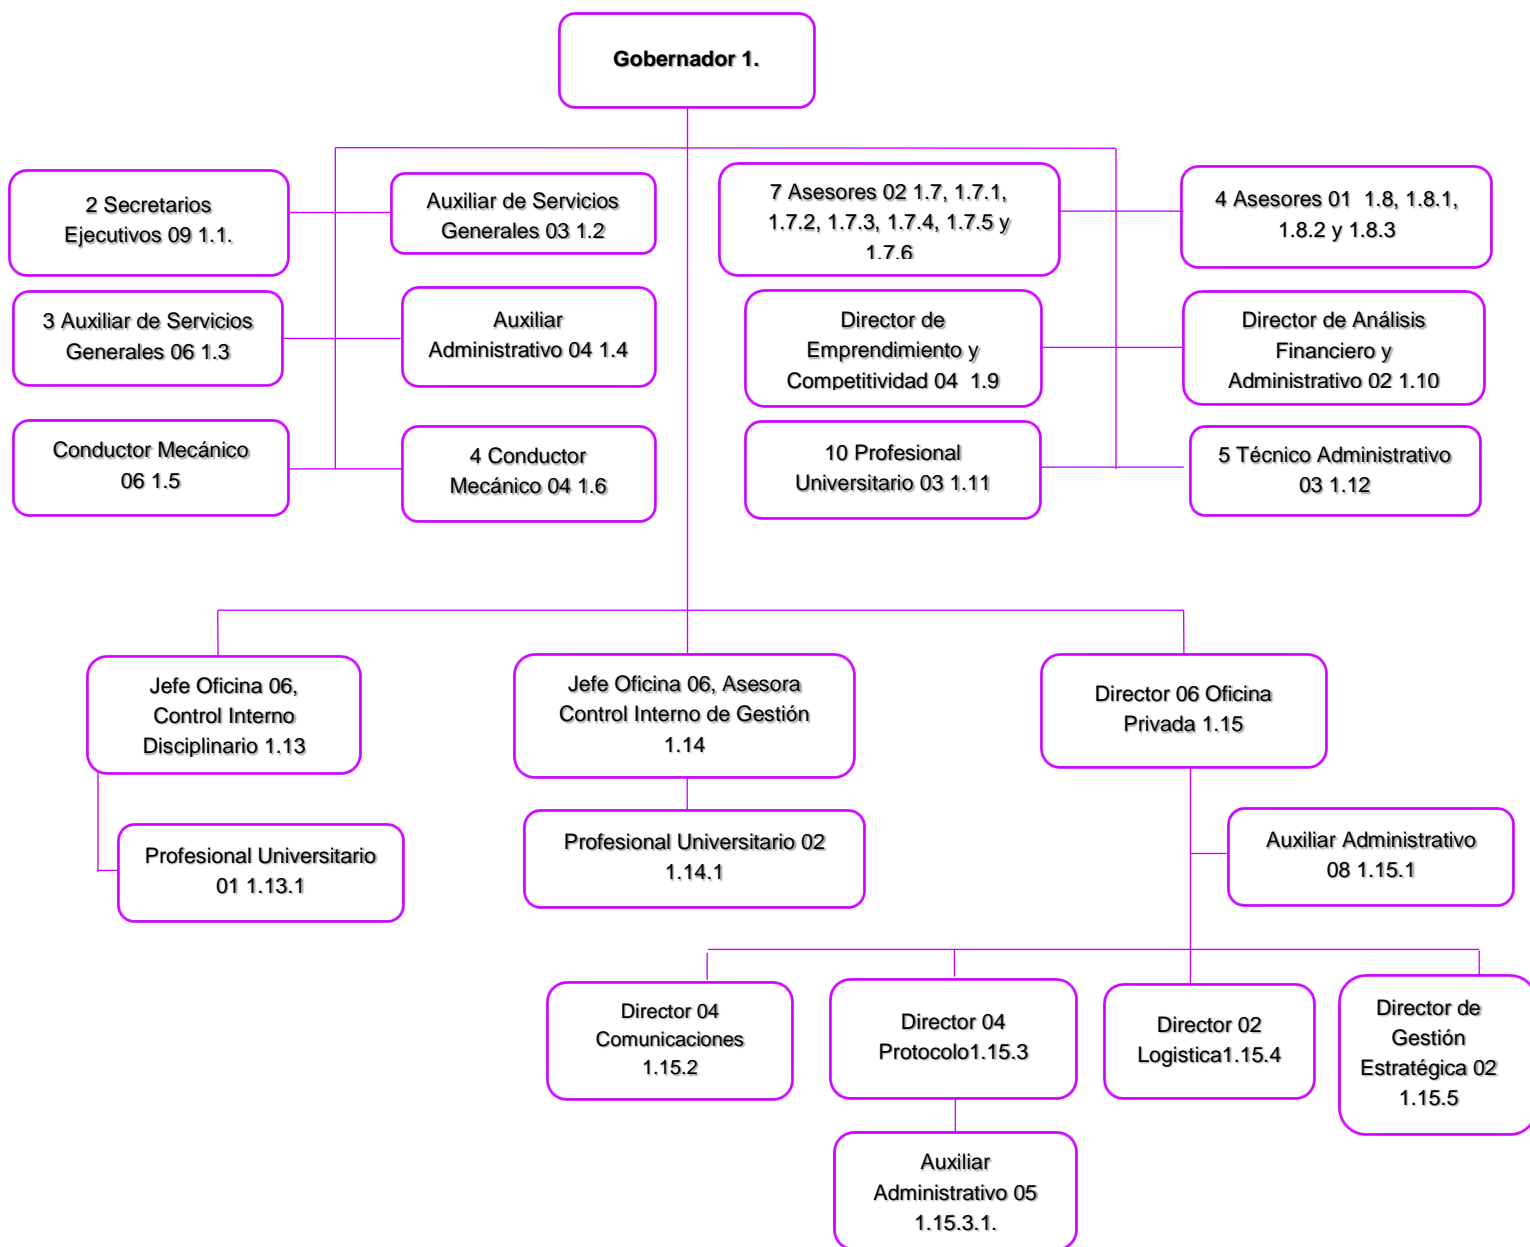 Gobernador 1.
2 Secretarios
Ejecutivos 09 1.1.
Auxiliar de Servicios
Generales 03 1.2
7 Asesores 02 1.7, 1.7.1,
1.7.2, 1.7.3, 1.7.4, 1.7.5 y
1.7.6
4 Asesores 01  1.8, 1.8.1,
1.8.2 y 1.8.3
3 Auxiliar de Servicios
Generales 06 1.3
Auxiliar
Administrativo 04 1.4
Director de
Emprendimiento y
Competitividad 04  1.9
Director de Análisis
Financiero y
Administrativo 02 1.10
Conductor Mecánico
06 1.5
4 Conductor
Mecánico 04 1.6
10 Profesional
Universitario 03 1.11
5 Técnico Administrativo
03 1.12
Jefe Oficina 06,
Control Interno
Disciplinario 1.13
Jefe Oficina 06, Asesora
Control Interno de Gestión
1.14
Director 06 Oficina
Privada 1.15
Profesional Universitario
01 1.13.1
Profesional Universitario 02
1.14.1
Auxiliar Administrativo
08 1.15.1
Director 04
Comunicaciones
1.15.2
Director 04
Protocolo1.15.3
Director 02
Logistica1.15.4
Director de
Gestión
Estratégica 02
1.15.5
Auxiliar
Administrativo 05
1.15.3.1.